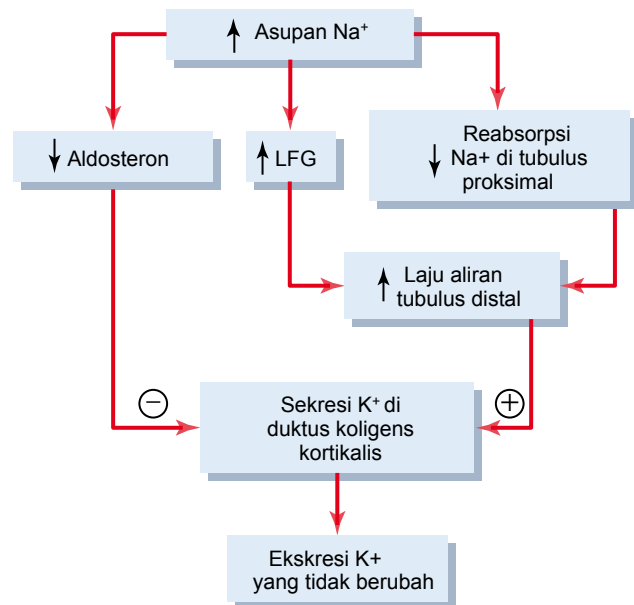 ↑ Asupan Na⁺
↓ Aldosteron
↑ LFG
Reabsorpsi
↓ Na+ di tubulus
proksimal
↑ Laju aliran
tubulus distal
−
+
Sekresi K⁺ di
duktus koligens
kortikalis
Ekskresi K+
yang tidak berubah